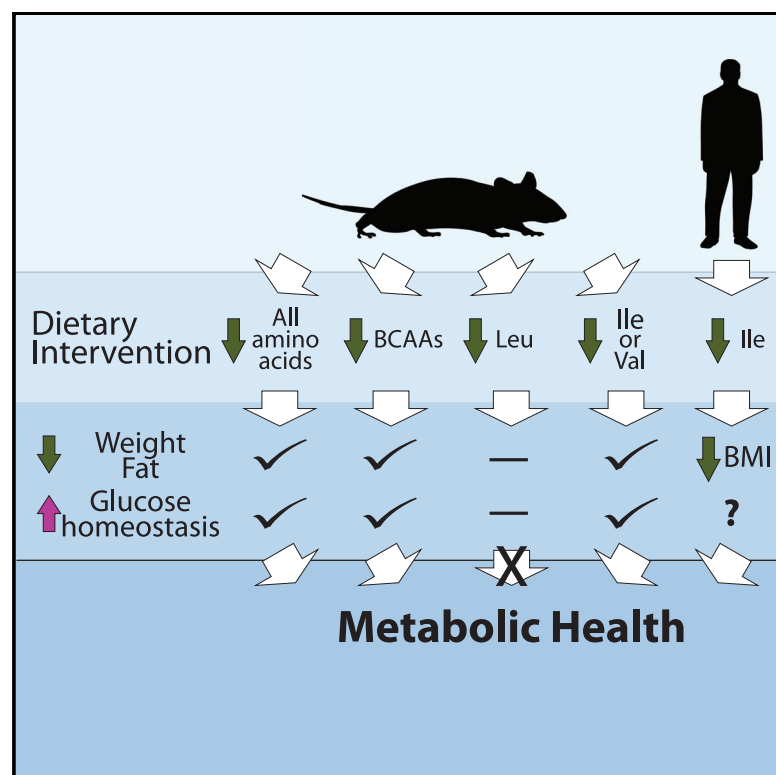 Dietary
Intervention
All
amino
acids
BCAAs
Leu
Ile
or
Val
Ile
Weight
Fat
BMI
Glucose
homeostasis
?
X
Metabolic Health